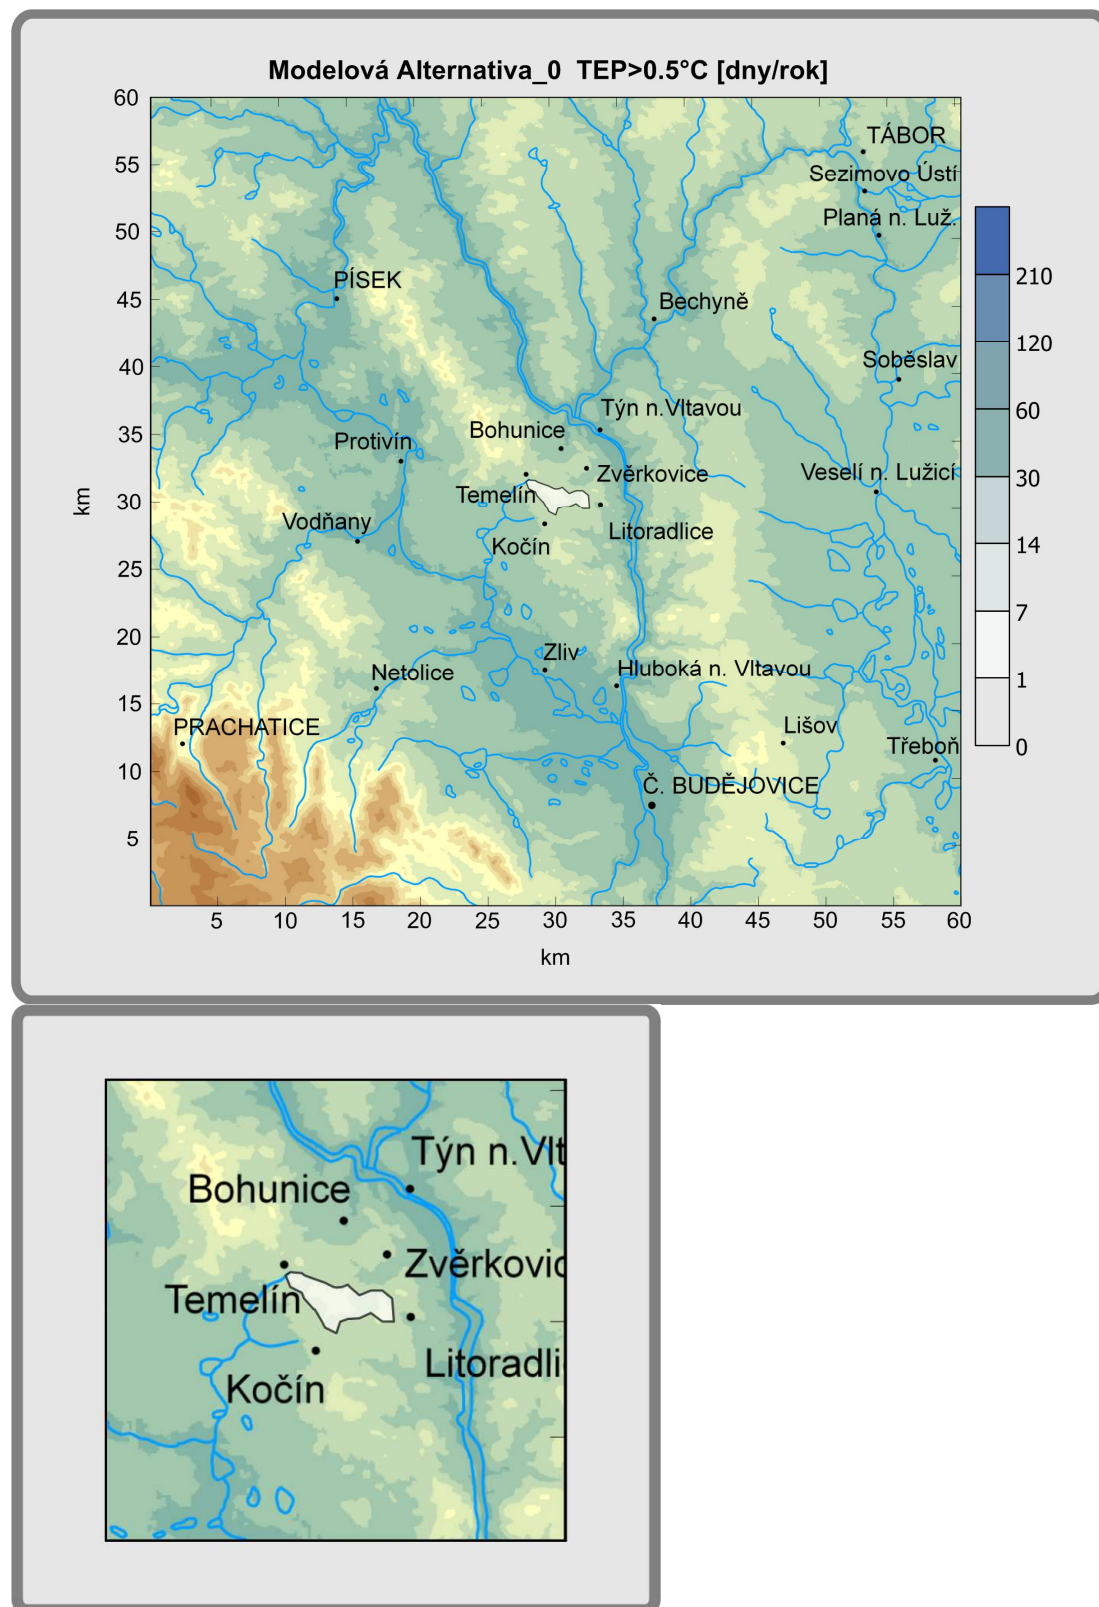 Modelová Alternativa_0 TEP>0.5°C [dny/rok]
60
55
50
45
40
35
30
25
20
15
10
5
km
5
10
15
20
25
30
35
40
45
50
55
60
km
TÁBOR
Sezimovo Ústí
Planá n. Luž.
PÍSEK
Bechyně
Soběslav
Týn n.Vltavou
Bohunice
Protivín
Zvěrkovice
Veselí n. Lužicí
Temelín
Vodňany
Litoradlice
Kočín
Zliv
Netolice
Hluboká n. Vltavou
PRACHATICE
Lišov
Třeboň
Č. BUDĚJOVICE
210
120
60
30
14
7
1
0
Týn n.Vlt
Bohunice
Zvěrkovic
Temelín
Litoradli
Kočín